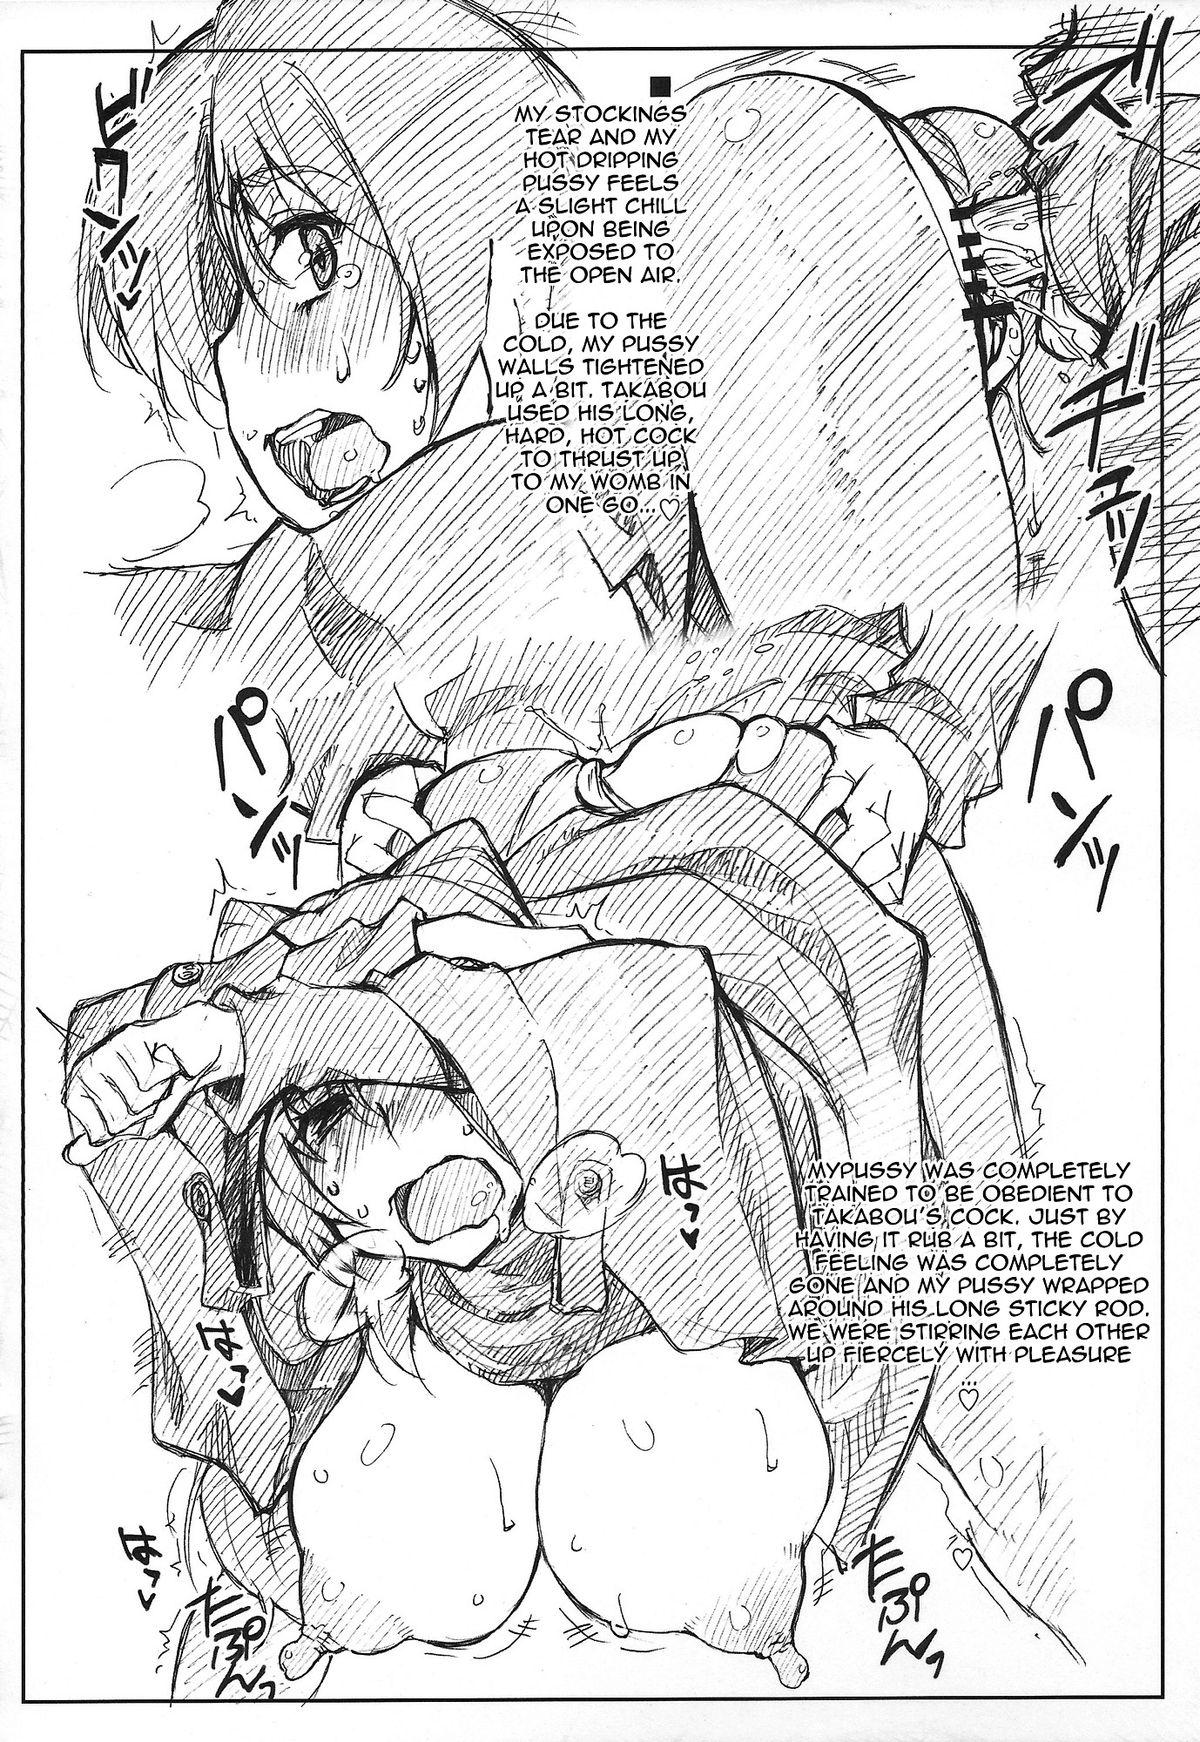 MY STOCKINGS
TEAR AND MY
HOT DRIPPING
PUSSY FEELS
A SLIGHT CHILL
UPON BEING
EXPOSED TO
THE OPEN AIR.
DUE TO THE
COLD, MY PUSSY
WALLS TIGHTENED
UP A BIT. TAKABOU
USED HIS LONG,
HARD, HOT COCK
TO THRUST UP
TO MY WOMB IN
ONE GO...♡
ズッ
ビクンッ
ギュッ
パンッ
パンッ
MYPUSSY WAS COMPLETELY
TRAINED TO BE OBEDIENT TO
TAKABOU'S COCK. JUST BY
HAVING IT RUB A BIT, THE COLD
FEELING WAS COMPLETELY
GONE AND MY PUSSY WRAPPED
AROUND HIS LONG STICKY ROD.
WE WERE STIRRING EACH OTHER
UP FIERCELY WITH PLEASURE
...♡
はっ♥
はっ
はっ♥
たぷんっ
たぷんっ